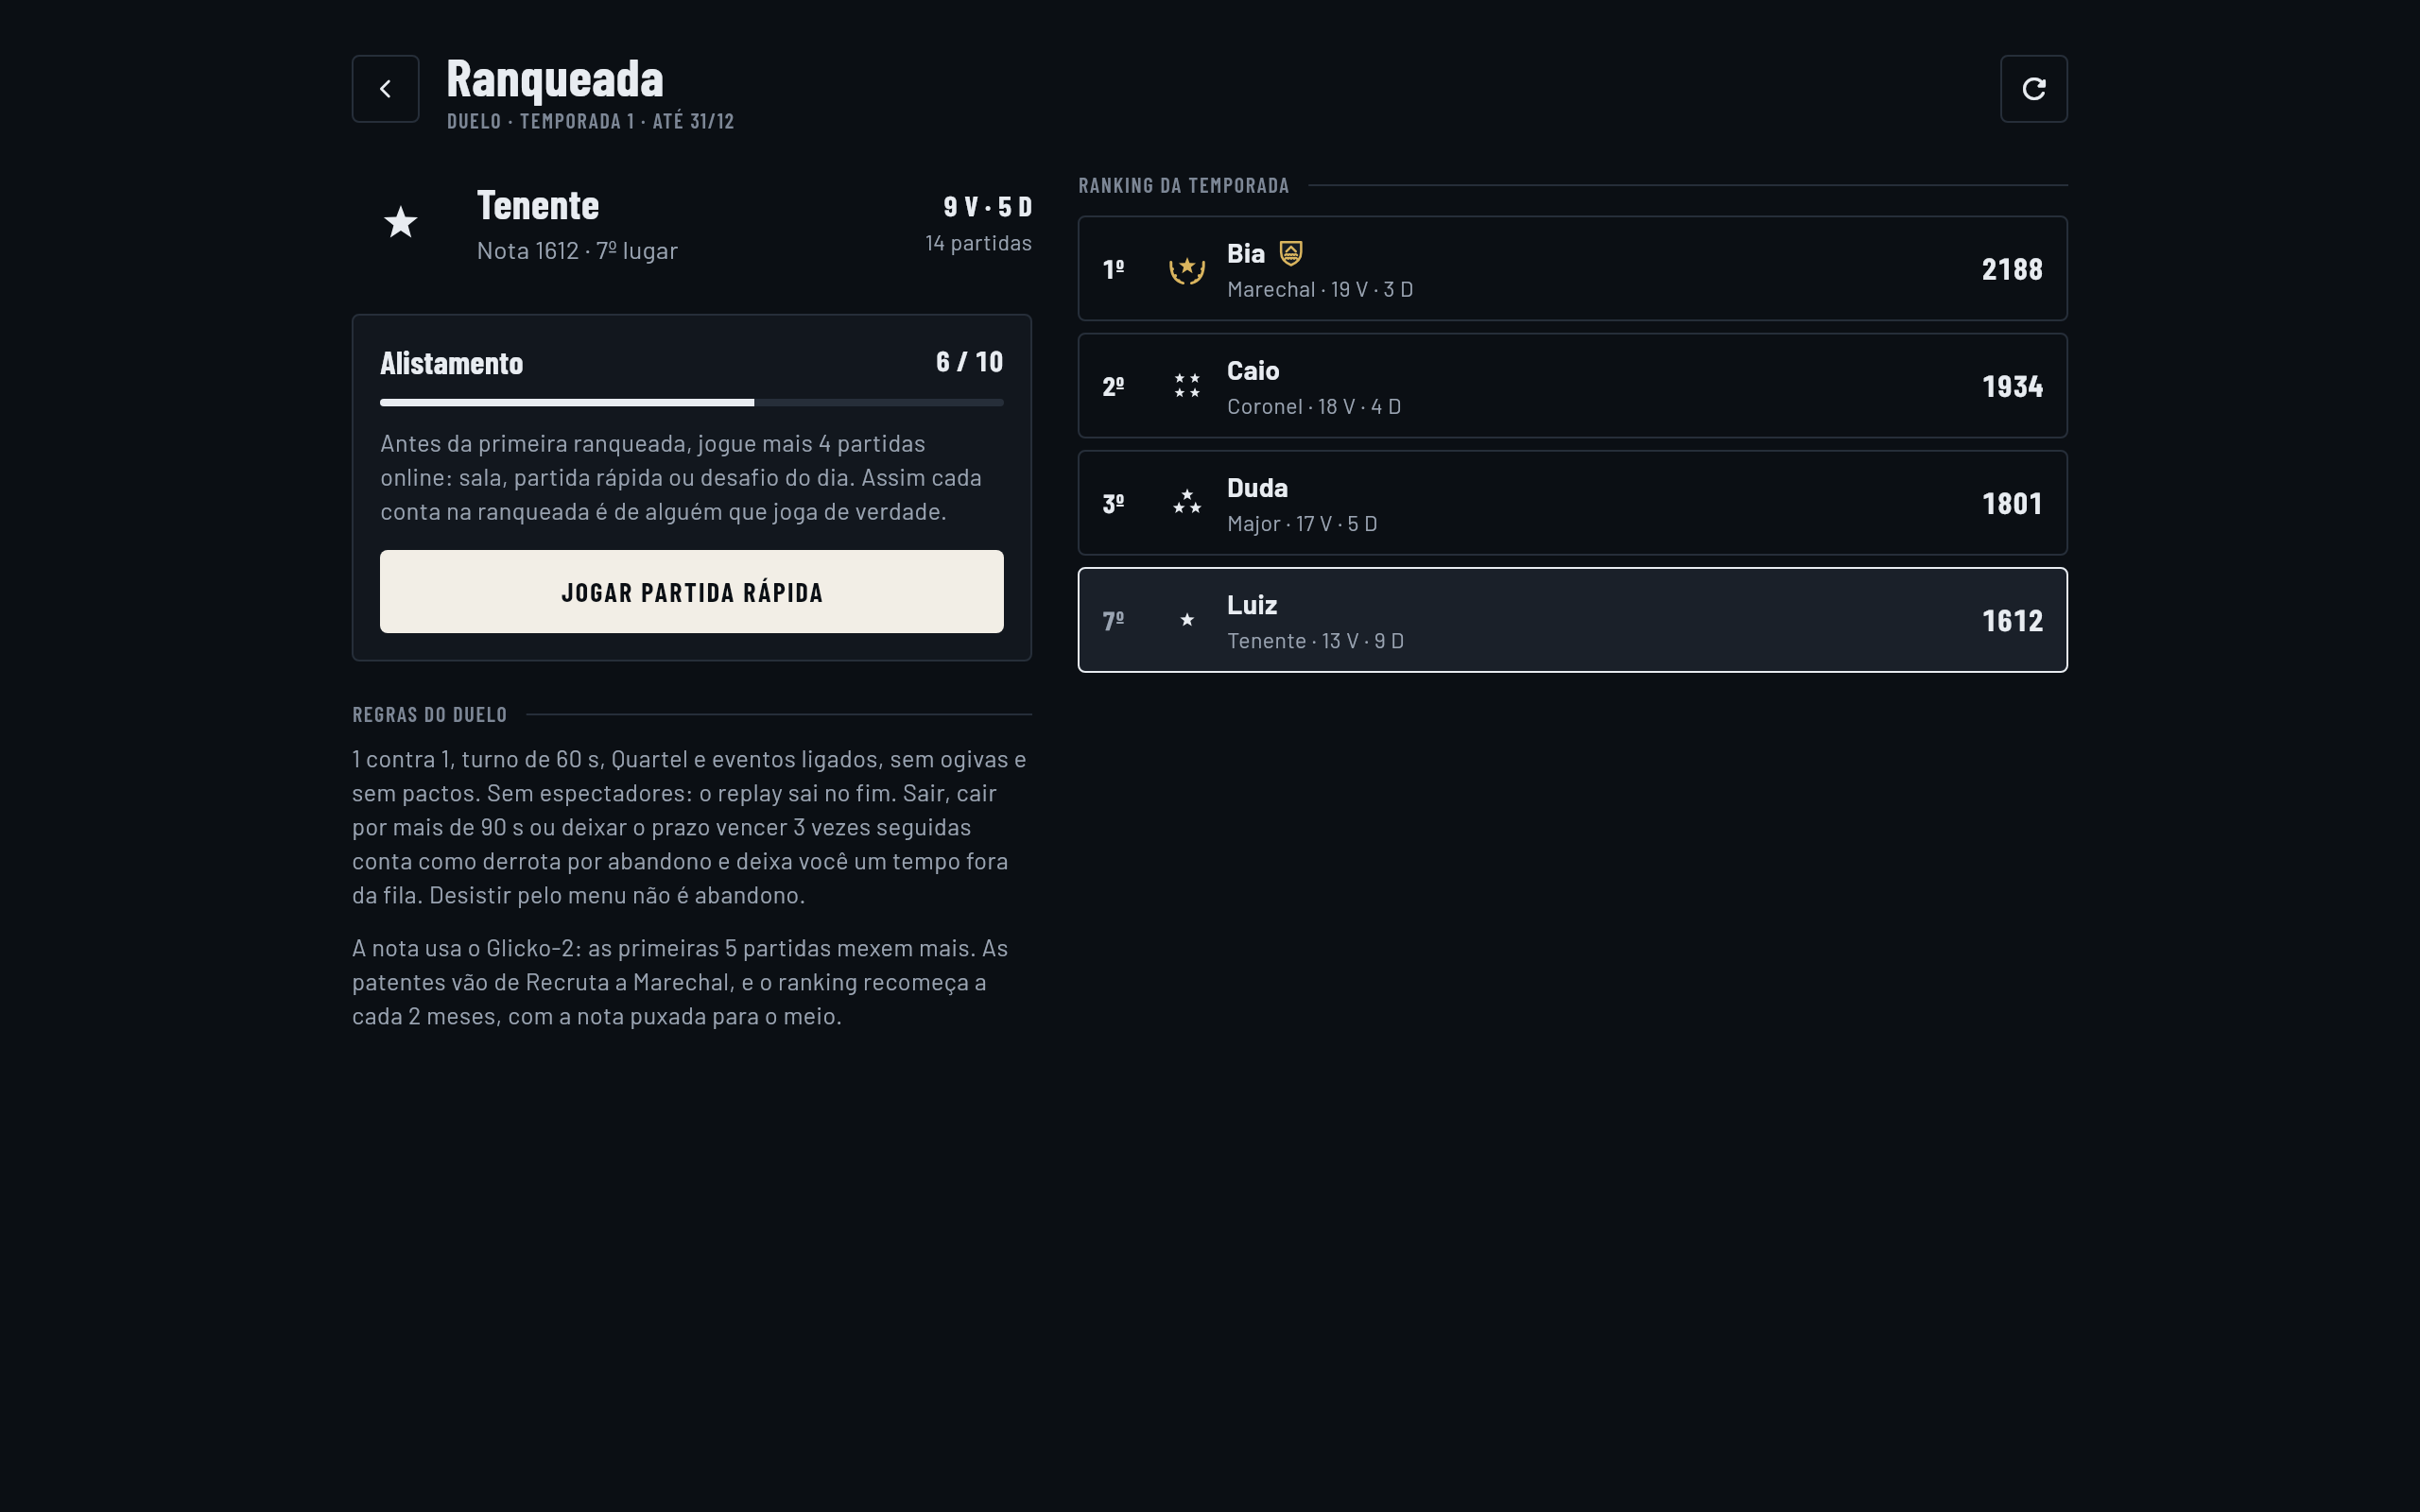 Ranqueada
DUELO · TEMPORADA 1 · ATÉ 31/12
Tenente
Nota 1612 · 7º lugar
9 V · 5 D
14 partidas
Alistamento
6 / 10
Antes da primeira ranqueada, jogue mais 4 partidas
online: sala, partida rápida ou desafio do dia. Assim cada
conta na ranqueada é de alguém que joga de verdade.
JOGAR PARTIDA RÁPIDA
REGRAS DO DUELO
1 contra 1, turno de 60 s, Quartel e eventos ligados, sem ogivas e
sem pactos. Sem espectadores: o replay sai no fim. Sair, cair
por mais de 90 s ou deixar o prazo vencer 3 vezes seguidas
conta como derrota por abandono e deixa você um tempo fora
da fila. Desistir pelo menu não é abandono.
A nota usa o Glicko-2: as primeiras 5 partidas mexem mais. As
patentes vão de Recruta a Marechal, e o ranking recomeça a
cada 2 meses, com a nota puxada para o meio.
RANKING DA TEMPORADA
1º
Bia
Marechal · 19 V · 3 D
2188
2º
Caio
Coronel · 18 V · 4 D
1934
3º
Duda
Major · 17 V · 5 D
1801
7º
Luiz
Tenente · 13 V · 9 D
1612